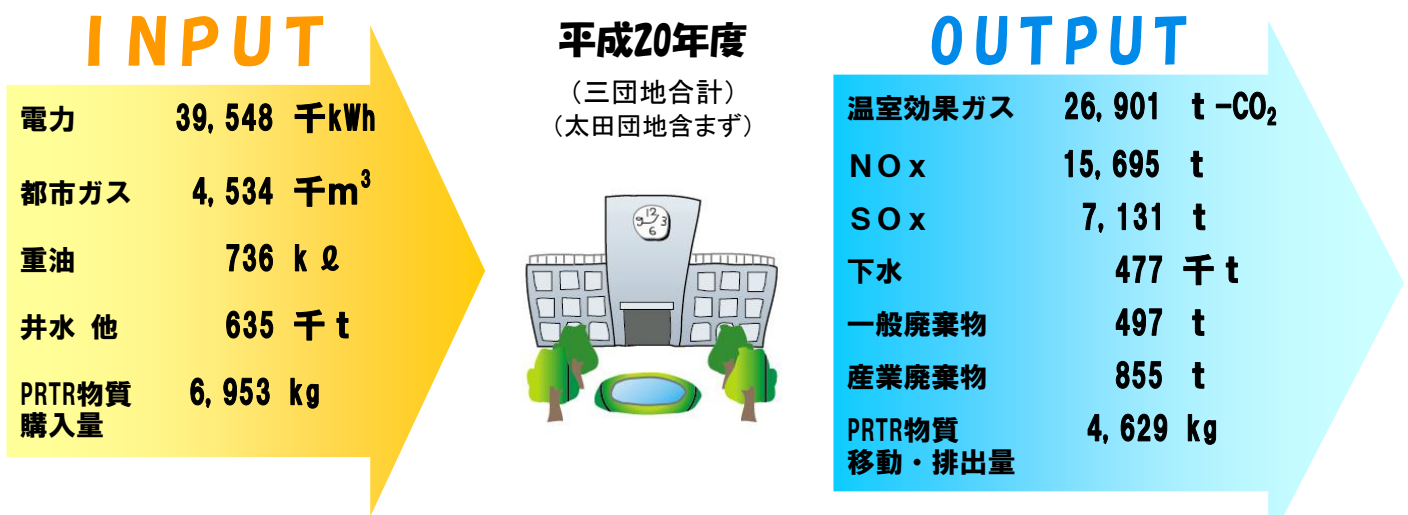 INPUT
電力 39,548 千kWh
都市ガス 4,534 千m³
重油 736 kℓ
井水 他 635 千t
PRTR物質 6,953 kg
購入量
平成20年度
(三団地合計)
(太田団地含まず)
12
9 3
6
OUTPUT
温室効果ガス 26,901 t-CO₂
NOx 15,695 t
SOx 7,131 t
下水 477 千t
一般廃棄物 497 t
産業廃棄物 855 t
PRTR物質 4,629 kg
移動・排出量